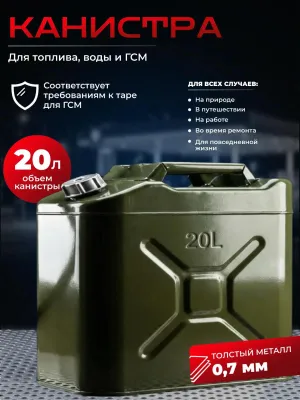 КАНИСТРА
Для топлива, воды и ГСМ
Соответствует
требованиям к таре
для ГСМ
ДЛЯ ВСЕХ СЛУЧАЕВ:
• На природе
• В путешествии
• На работе
• Во время ремонта
• Для повседневной
жизни
20л
объем
канистры
20L
ТОЛСТЫЙ МЕТАЛЛ
0,7 мм